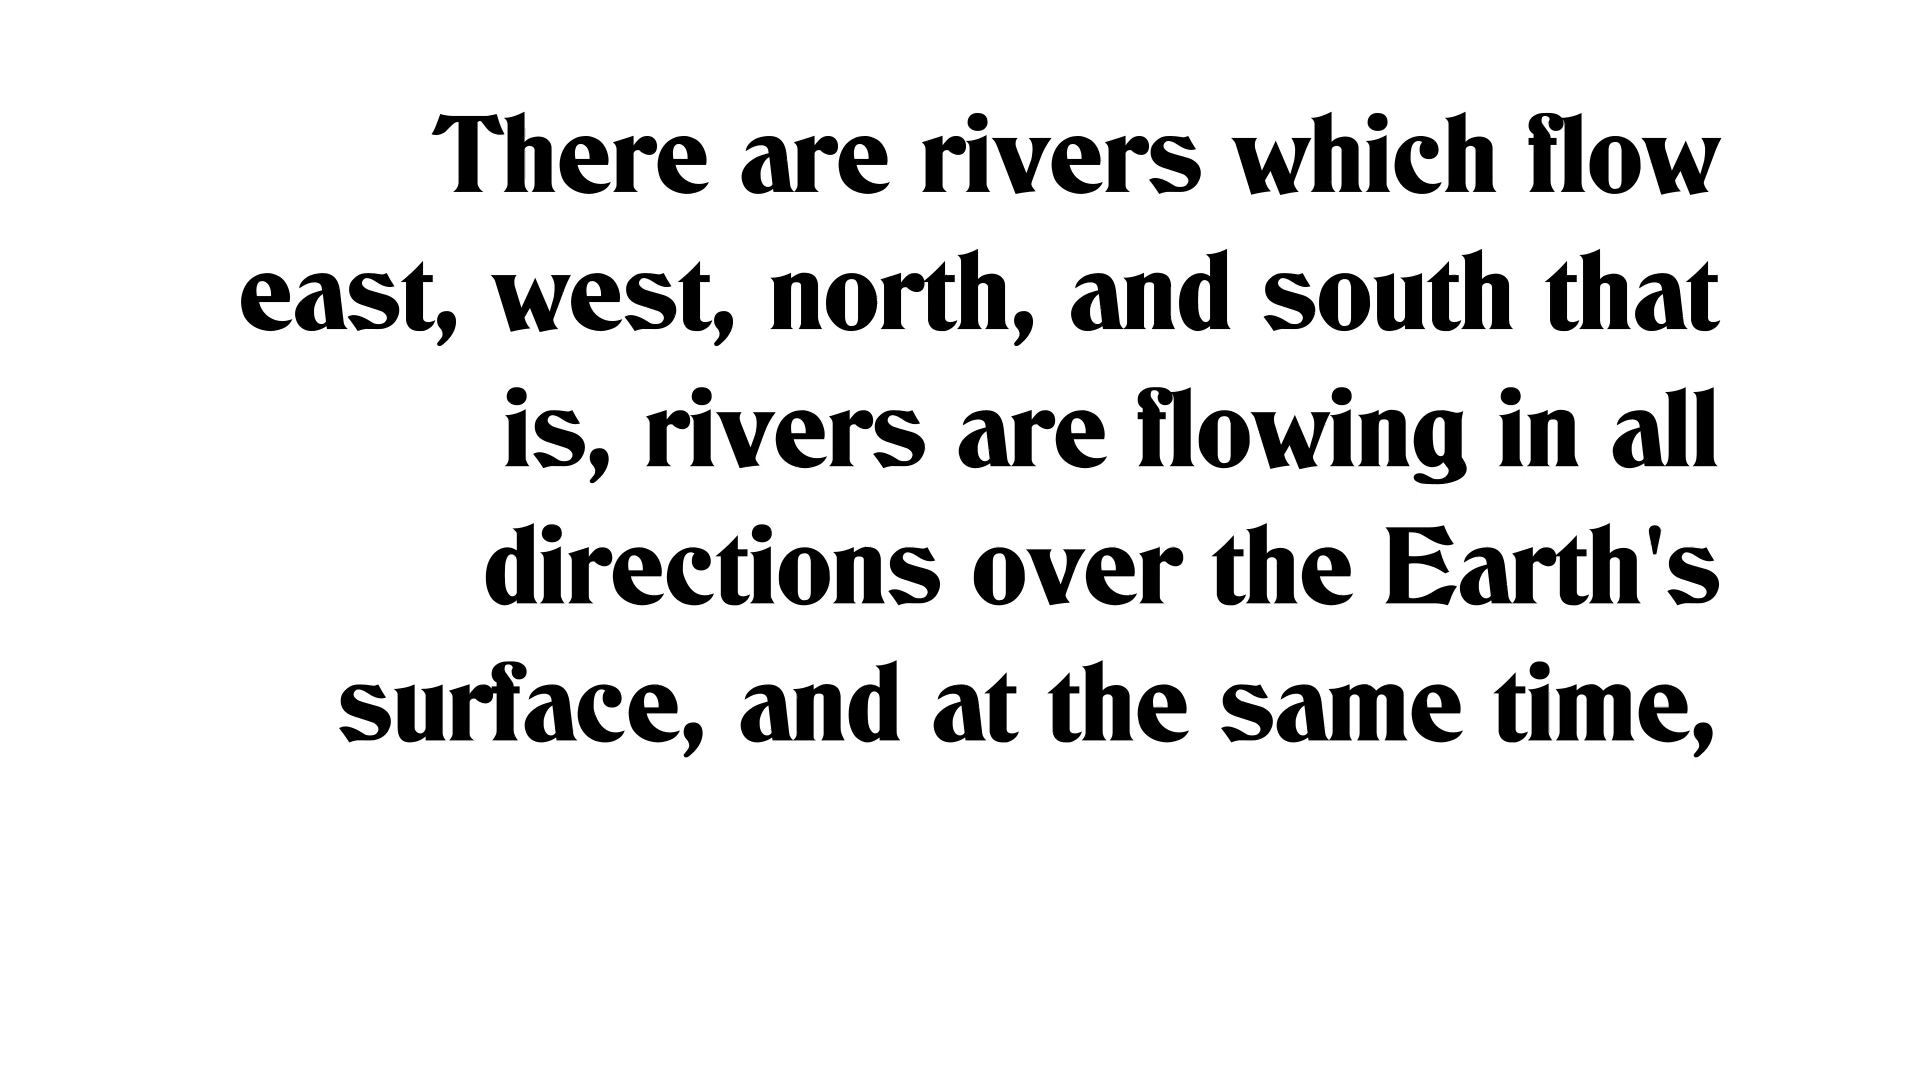 There are rivers which flow
east, west, north, and south that
is, rivers are flowing in all
directions over the Earth's
surface, and at the same time,